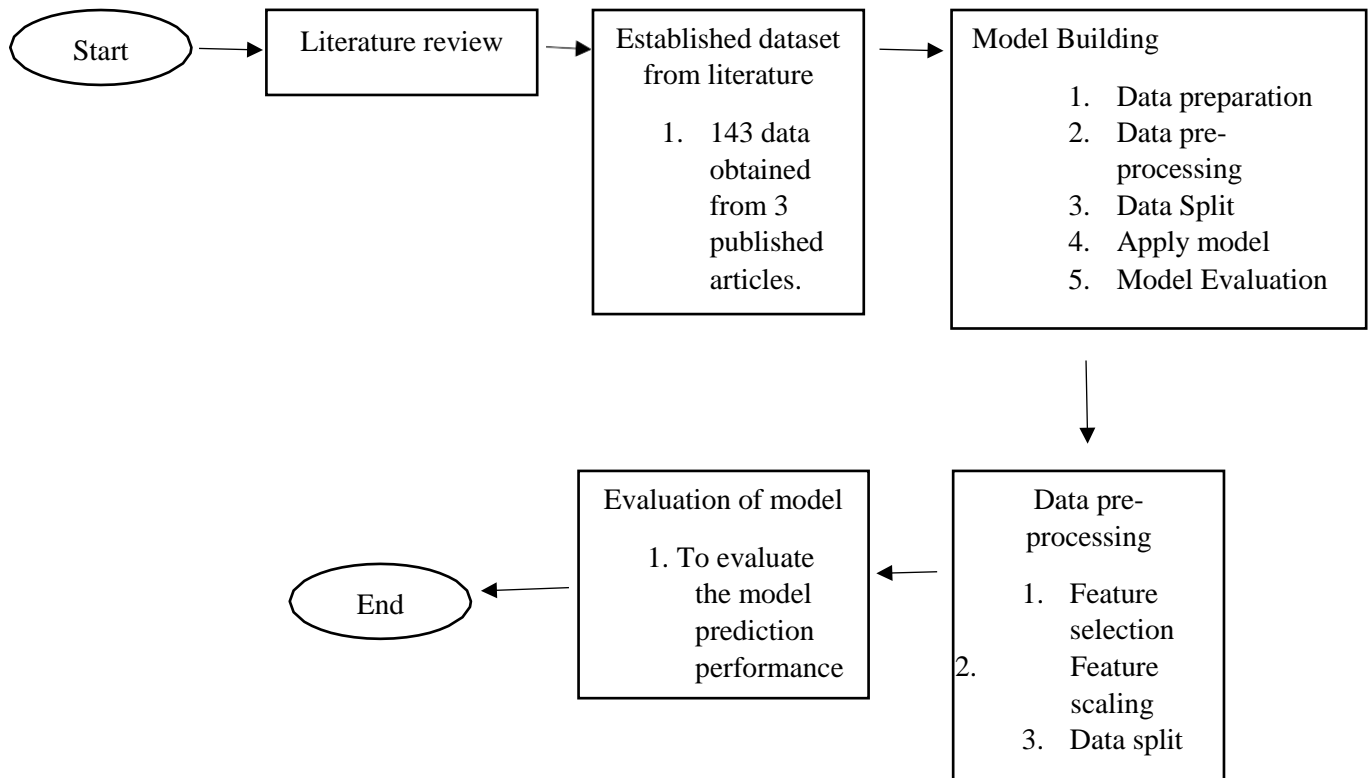 Start
Literature review
Established dataset
from literature
1. 143 data
obtained
from 3
published
articles.
Model Building
1. Data preparation
2. Data pre-
processing
3. Data Split
4. Apply model
5. Model Evaluation
Data pre-
processing
1. Feature
selection
2. Feature
scaling
3. Data split
Evaluation of model
1. To evaluate
the model
prediction
performance
End